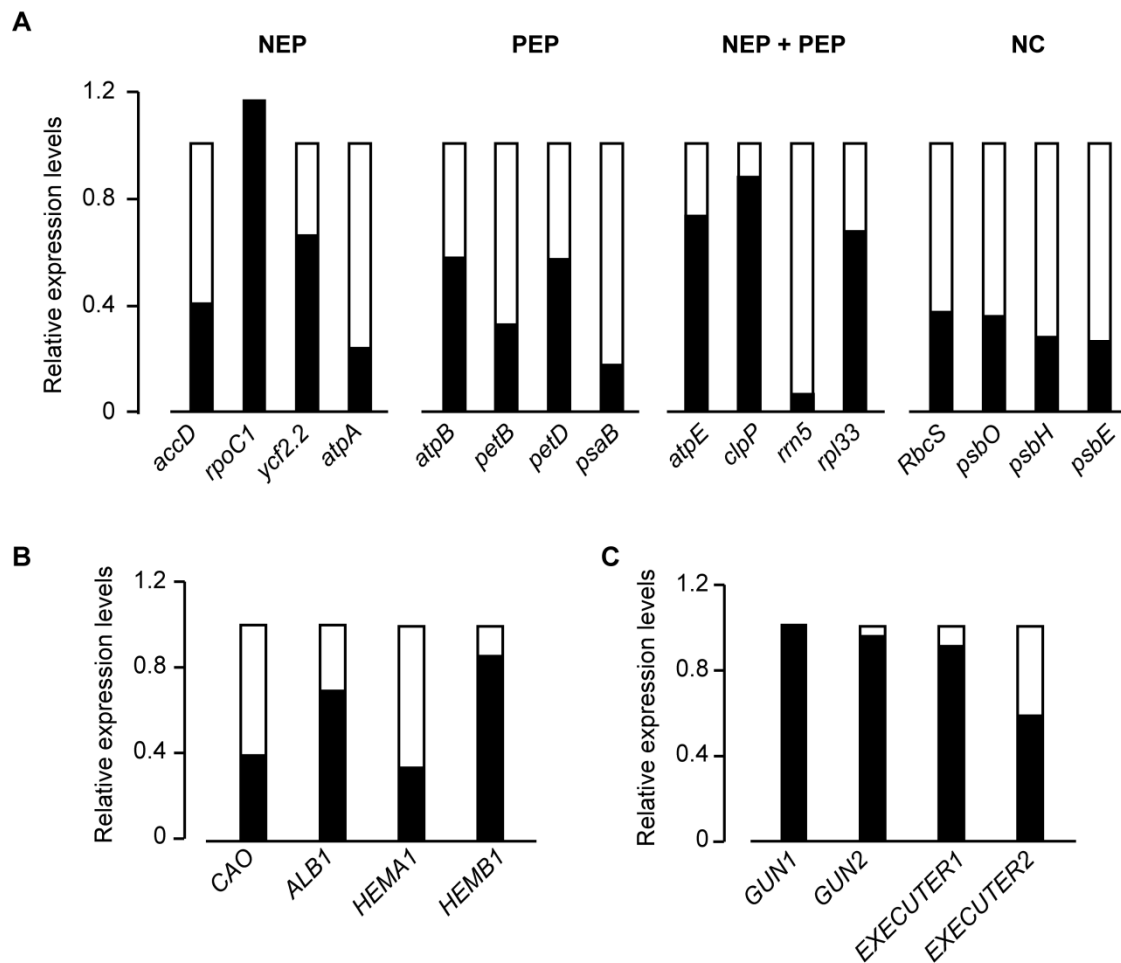 A
NEP PEP NEP + PEP NC
Relative expression levels
1.2
0.8
0.4
0
accD rpoC1 ycf2.2 atpA atpB petB petD psaB atpE clpP rrn5 rpl33 RbcS psbO psbH psbE
B
Relative expression levels
1.2
0.8
0.4
0
CAO ALB1 HEMA1 HEMB1
C
Relative expression levels
1.2
0.8
0.4
0
GUN1 GUN2 EXECUTER1 EXECUTER2